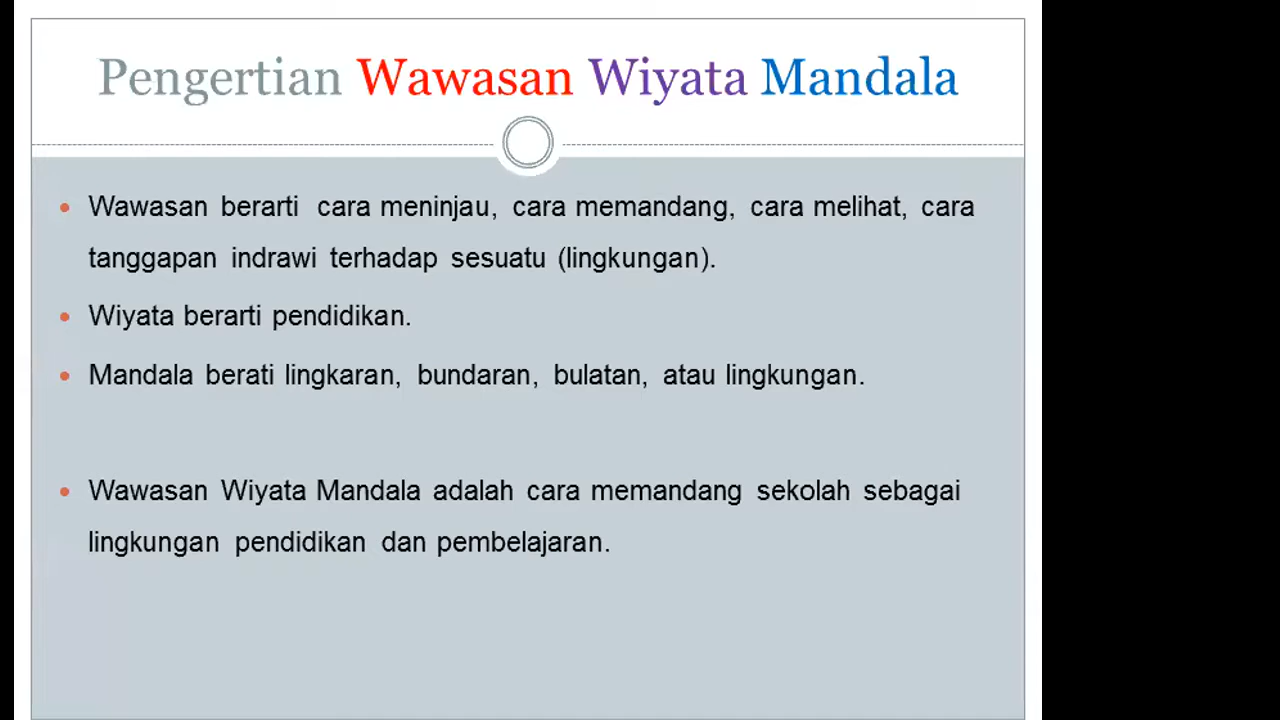 Pengertian Wawasan Wiyata Mandala
• Wawasan berarti cara meninjau, cara memandang, cara melihat, cara
tanggapan indrawi terhadap sesuatu (lingkungan).
• Wiyata berarti pendidikan.
• Mandala berati lingkaran, bundaran, bulatan, atau lingkungan.
• Wawasan Wiyata Mandala adalah cara memandang sekolah sebagai
lingkungan pendidikan dan pembelajaran.